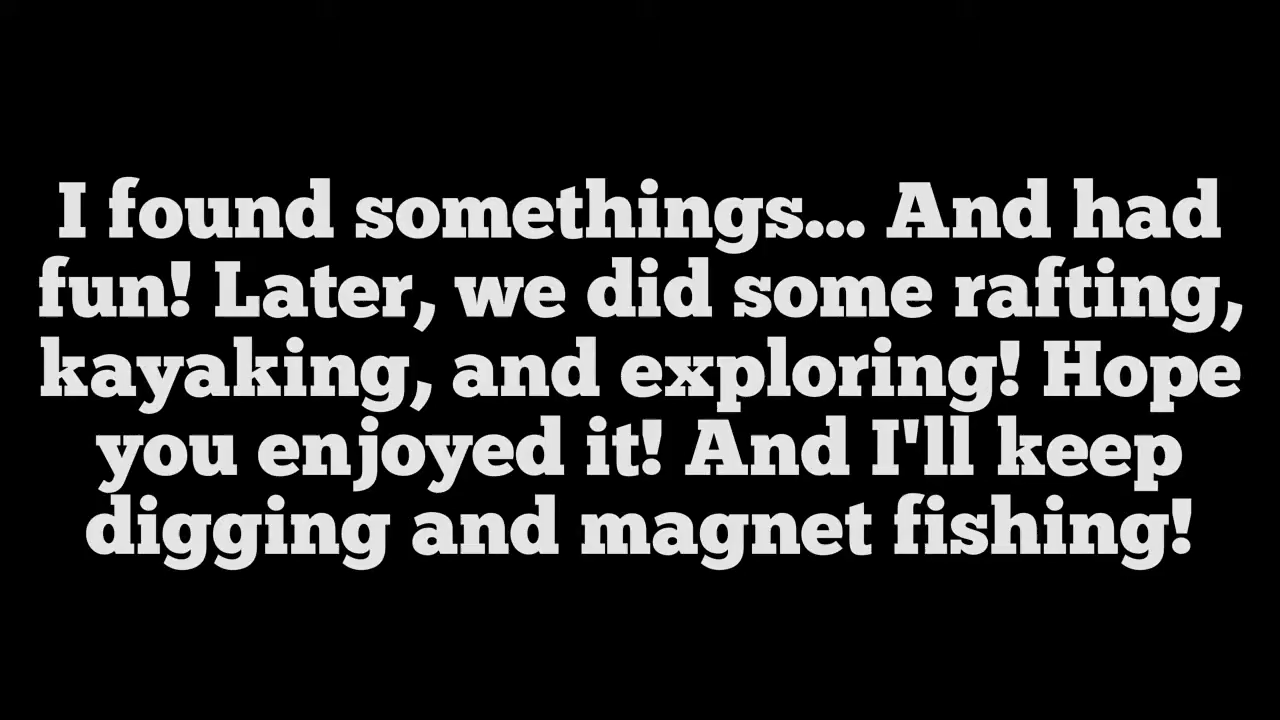 I found somethings... And had
fun! Later, we did some rafting,
kayaking, and exploring! Hope
you enjoyed it! And I'll keep
digging and magnet fishing!